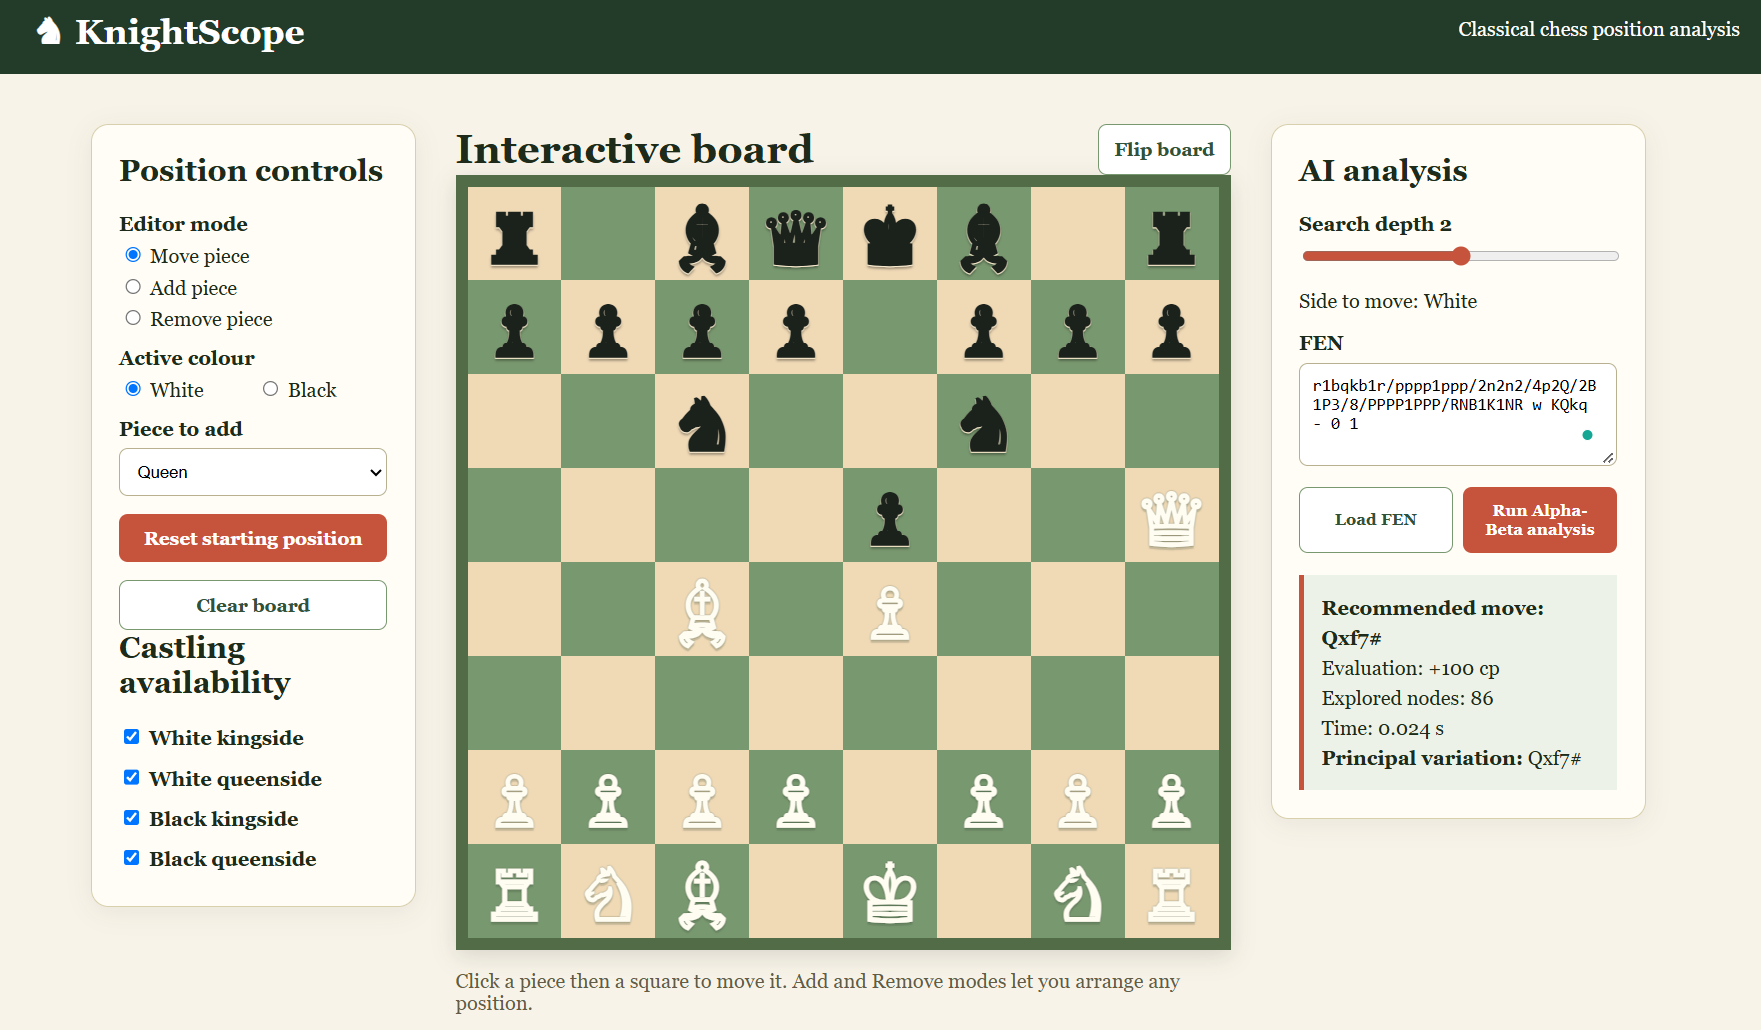 KnightScope
Classical chess position analysis
Position controls
Editor mode
Move piece
Add piece
Remove piece
Active colour
White
Black
Piece to add
Queen
Reset starting position
Clear board
Castling
availability
White kingside
White queenside
Black kingside
Black queenside
Interactive board
Flip board
Click a piece then a square to move it. Add and Remove modes let you arrange any
position.
AI analysis
Search depth 2
Side to move: White
FEN
r1bqkb1r/pppp1ppp/2n2n2/4p2Q/2B
1P3/8/PPPP1PPP/RNB1K1NR w KQkq
- 0 1
Load FEN
Run Alpha-
Beta analysis
Recommended move:
Qxf7#
Evaluation: +100 cp
Explored nodes: 86
Time: 0.024 s
Principal variation: Qxf7#